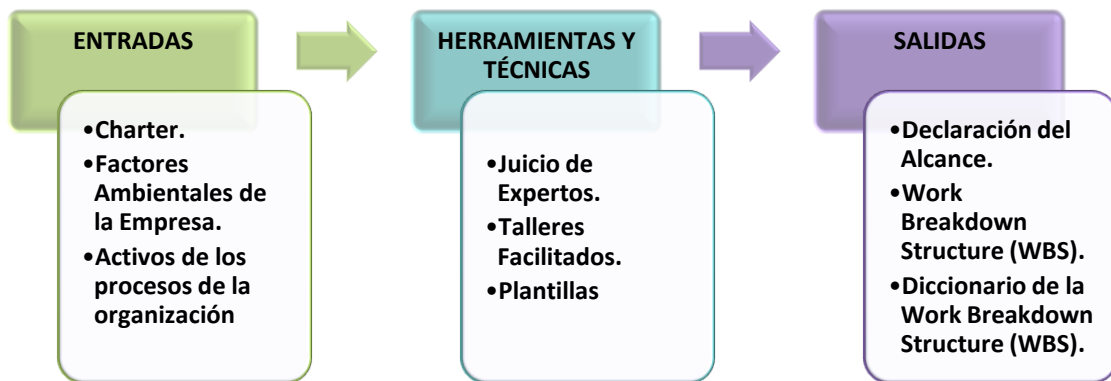 ENTRADAS
•Charter.
•Factores
Ambientales de
la Empresa.
•Activos de los
procesos de la
organización
HERRAMIENTAS Y
TÉCNICAS
•Juicio de
Expertos.
•Talleres
Facilitados.
•Plantillas
SALIDAS
•Declaración del
Alcance.
•Work
Breakdown
Structure (WBS).
•Diccionario de la
Work Breakdown
Structure (WBS).